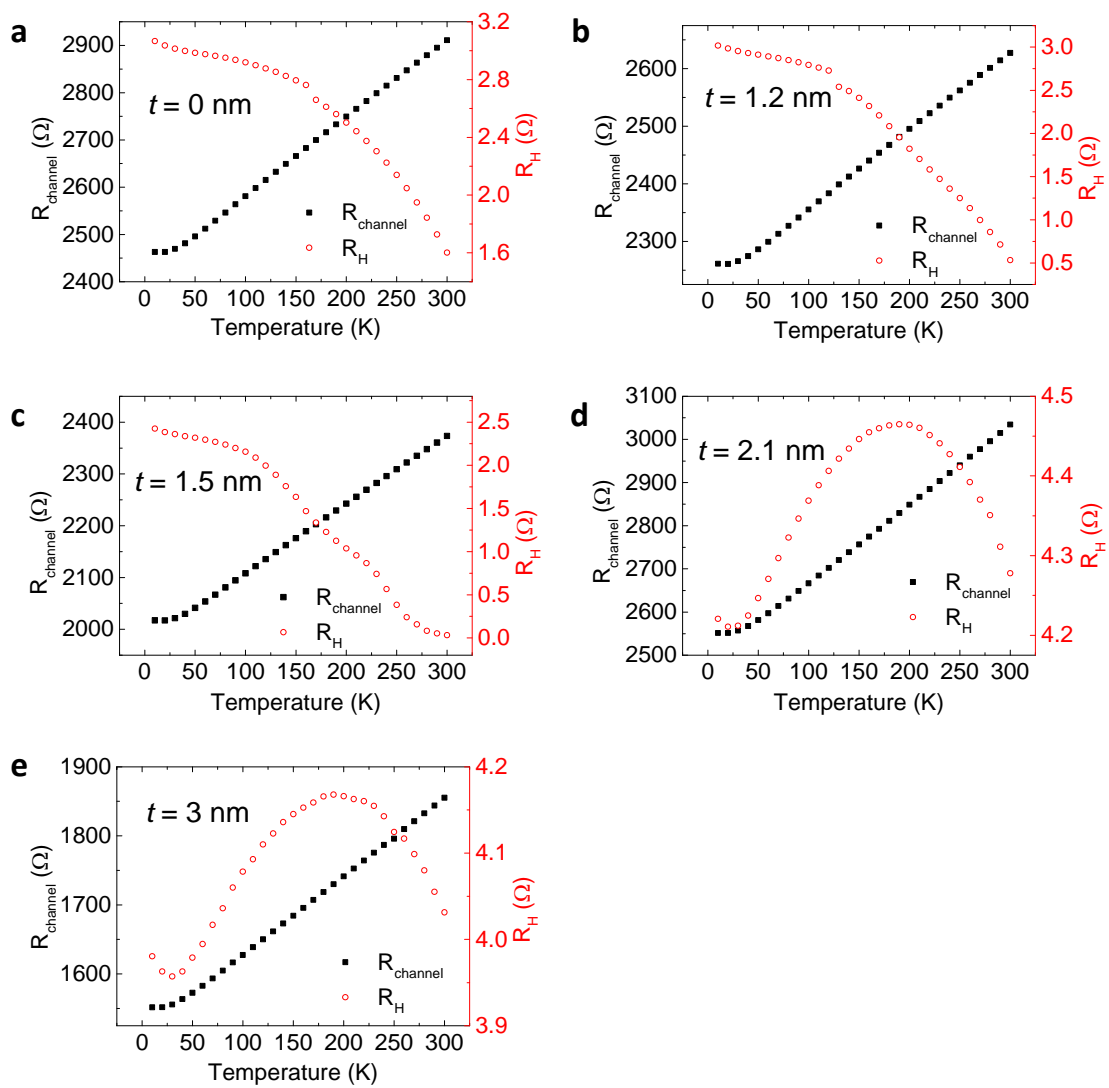 a
t = 0 nm
R_channel (Ω)
2900
2800
2700
2600
2500
2400
3.2
2.8
2.4
2.0
1.6
R_H (Ω)
R_channel
R_H
0 50 100 150 200 250 300
Temperature (K)
b
t = 1.2 nm
R_channel (Ω)
2600
2500
2400
2300
3.0
2.5
2.0
1.5
1.0
0.5
R_H (Ω)
R_channel
R_H
0 50 100 150 200 250 300
Temperature (K)
c
t = 1.5 nm
R_channel (Ω)
2400
2300
2200
2100
2000
2.5
2.0
1.5
1.0
0.5
0.0
R_H (Ω)
R_channel
R_H
0 50 100 150 200 250 300
Temperature (K)
d
t = 2.1 nm
R_channel (Ω)
3100
3000
2900
2800
2700
2600
2500
4.5
4.4
4.3
4.2
R_H (Ω)
R_channel
R_H
0 50 100 150 200 250 300
Temperature (K)
e
t = 3 nm
R_channel (Ω)
1900
1800
1700
1600
4.2
4.1
4.0
3.9
R_H (Ω)
R_channel
R_H
0 50 100 150 200 250 300
Temperature (K)